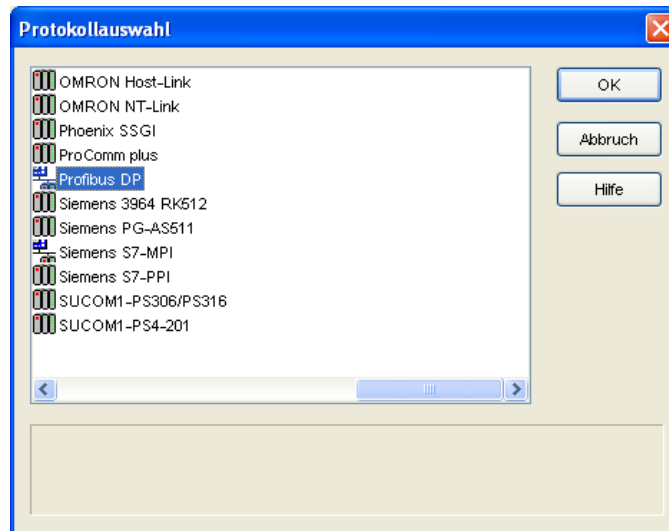 Protokollauswahl
OMRON Host-Link
OMRON NT-Link
Phoenix SSGI
ProComm plus
Profibus DP
Siemens 3964 RK512
Siemens PG-AS511
Siemens S7-MPI
Siemens S7-PPI
SUCOM1-PS306/PS316
SUCOM1-PS4-201
OK
Abbruch
Hilfe